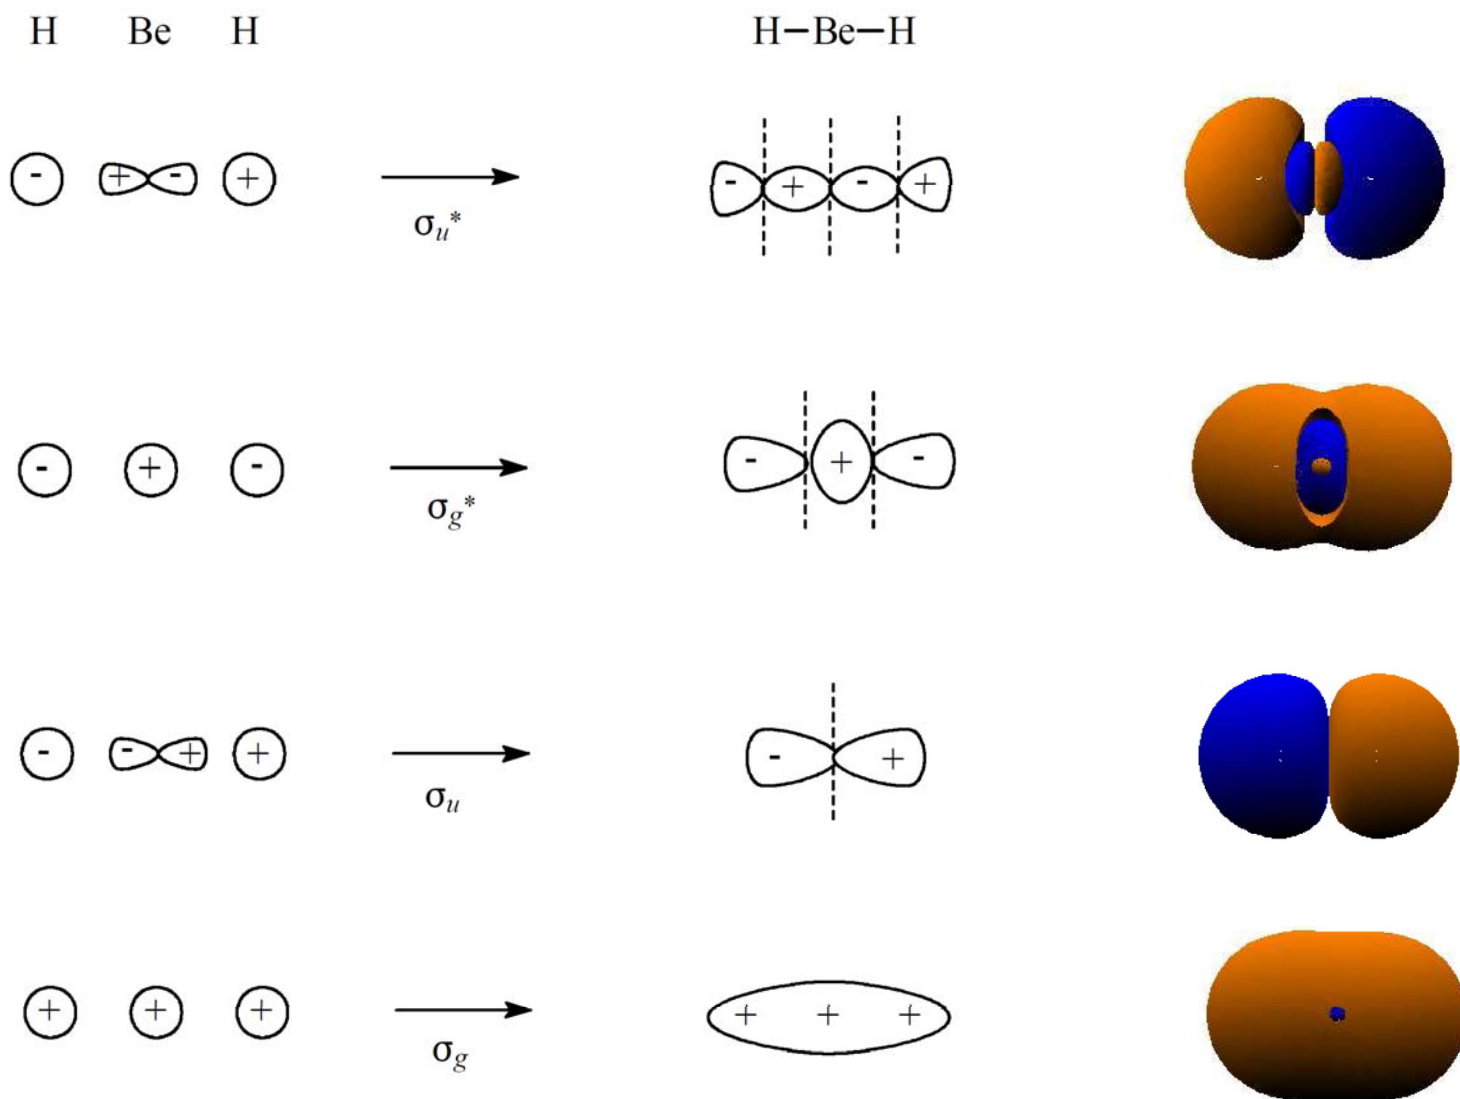 H Be H H–Be–H
- + - + - + - +
σu*
- + - - + -
σg*
- - + + - +
σu
+ + + + + +
σg